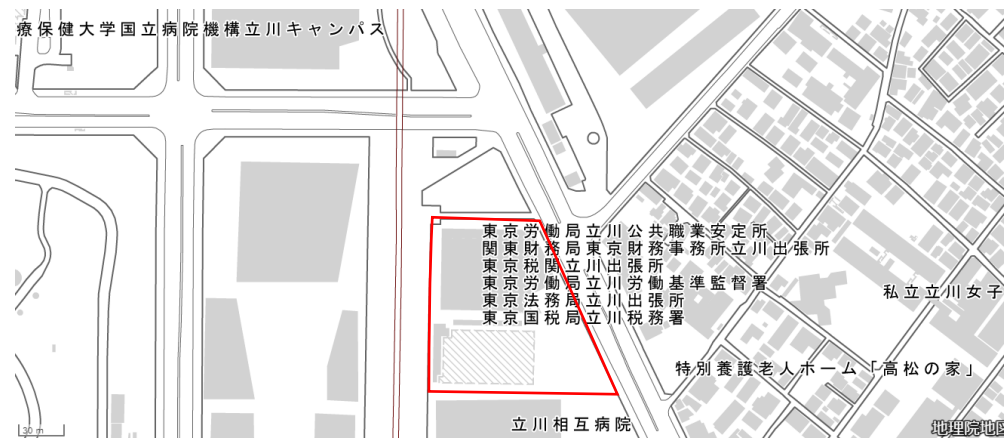 療保健大学国立病院機構立川キャンパス
東京労働局立川公共職業安定所
関東財務局東京財務事務所立川出張所
東京税関立川出張所
東京労働局立川労働基準監督署
東京法務局立川出張所
東京国税局立川税務署
私立立川女子
特別養護老人ホーム「高松の家」
立川相互病院
30 m
地理院地図